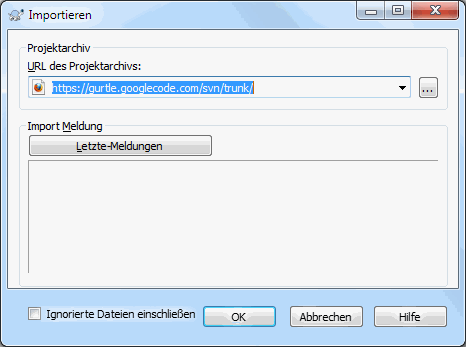 Importieren
Projektarchiv
URL des Projektarchivs:
https://gurtle.googlecode.com/svn/trunk/
...
Import Meldung
Letzte-Meldungen
Ignorierte Dateien einschließen
OK
Abbrechen
Hilfe